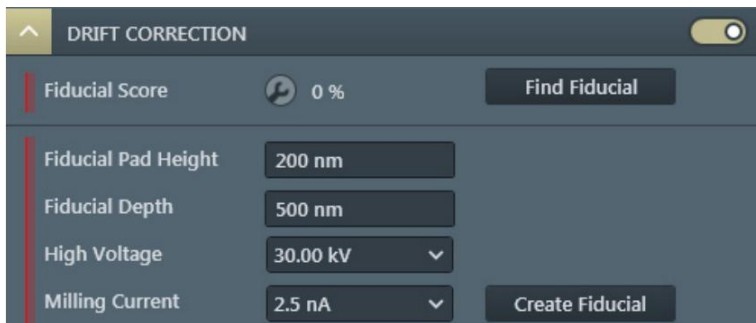 DRIFT CORRECTION
Fiducial Score 0 % Find Fiducial
Fiducial Pad Height 200 nm
Fiducial Depth 500 nm
High Voltage 30.00 kV
Milling Current 2.5 nA Create Fiducial